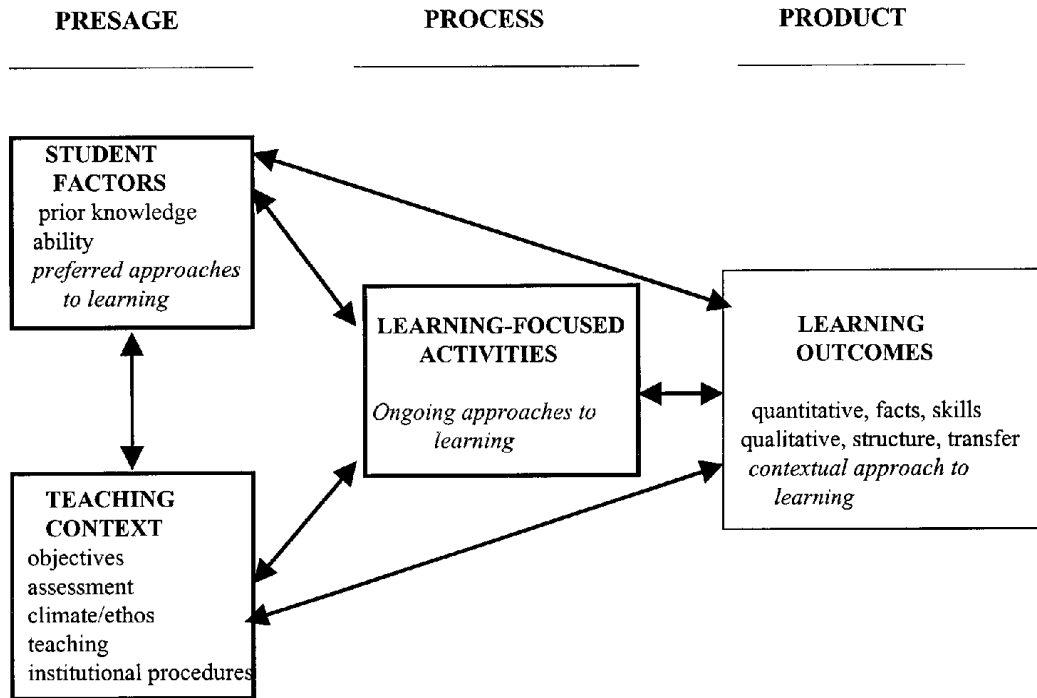 PRESAGE
PROCESS
PRODUCT
STUDENT
FACTORS
prior knowledge
ability
preferred approaches
to learning
LEARNING-FOCUSED
ACTIVITIES
Ongoing approaches to
learning
LEARNING
OUTCOMES
quantitative, facts, skills
qualitative, structure, transfer
contextual approach to
learning
TEACHING
CONTEXT
objectives
assessment
climate/ethos
teaching
institutional procedures